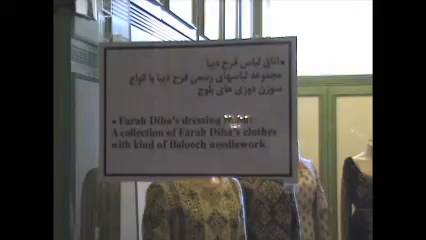 • اتاق لباس فرح دیبا
مجموعه لباسهای رسمی فرح دیبا با انواع
سوزن دوزی های بلوچ
• Farah Diba's dressing Room:
A collection of Farah Diba's clothes
with kind of Balooch needlework